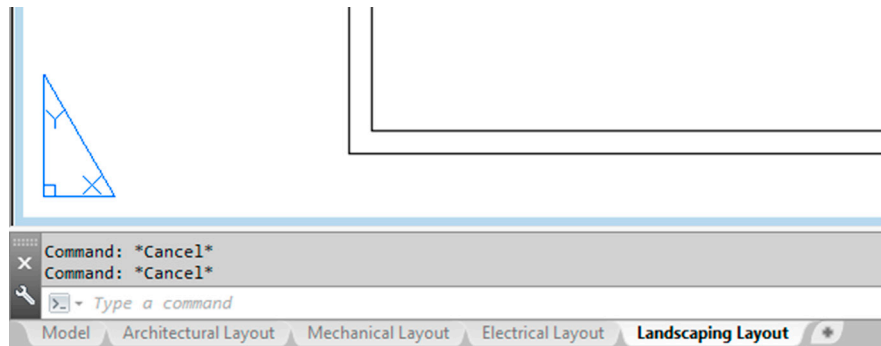 Y
X
Command: *Cancel*
Command: *Cancel*
Type a command
Model Architectural Layout Mechanical Layout Electrical Layout Landscaping Layout +